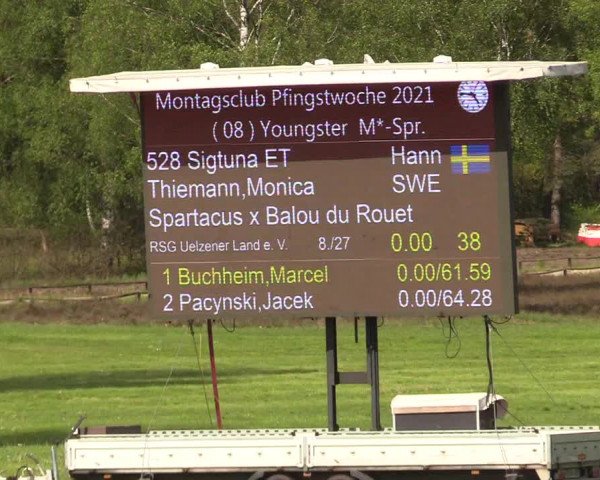 Montagsclub Pfingstwoche 2021
( 08 ) Youngster M*-Spr.
528 Sigtuna ET Hann
Thiemann,Monica SWE
Spartacus x Balou du Rouet
RSG Uelzener Land e. V. 8./27 0.00 38
1 Buchheim,Marcel 0.00/61.59
2 Pacynski,Jacek 0.00/64.28